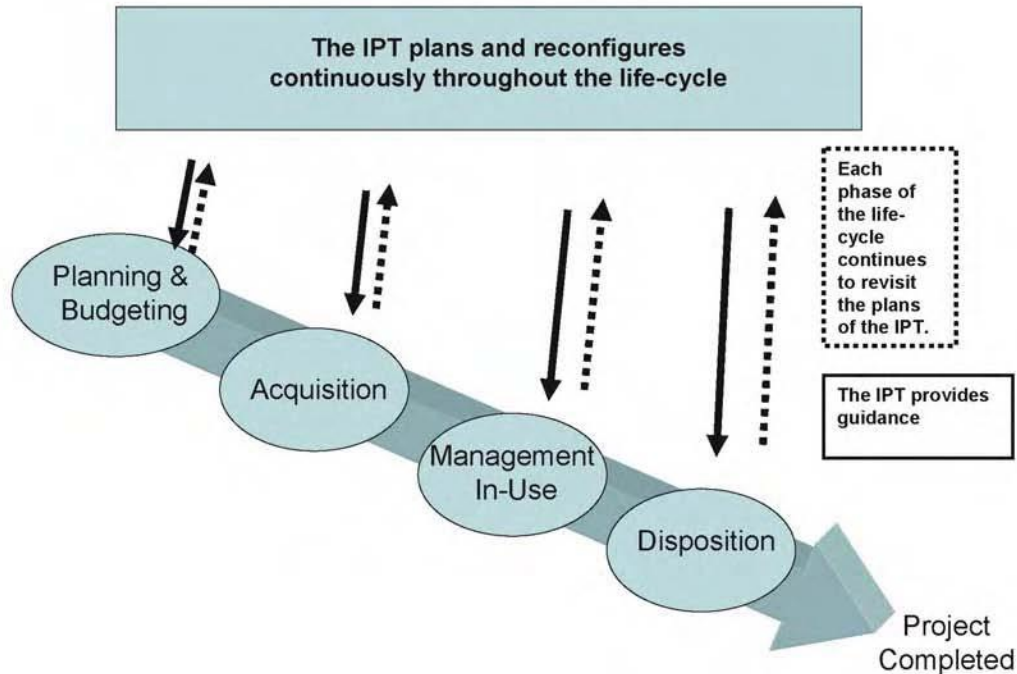 The IPT plans and reconfigures
continuously throughout the life-cycle
Each
phase of
the life-
cycle
continues
to revisit
the plans
of the IPT.
Planning &
Budgeting
Acquisition
The IPT provides
guidance
Management
In-Use
Disposition
Project
Completed